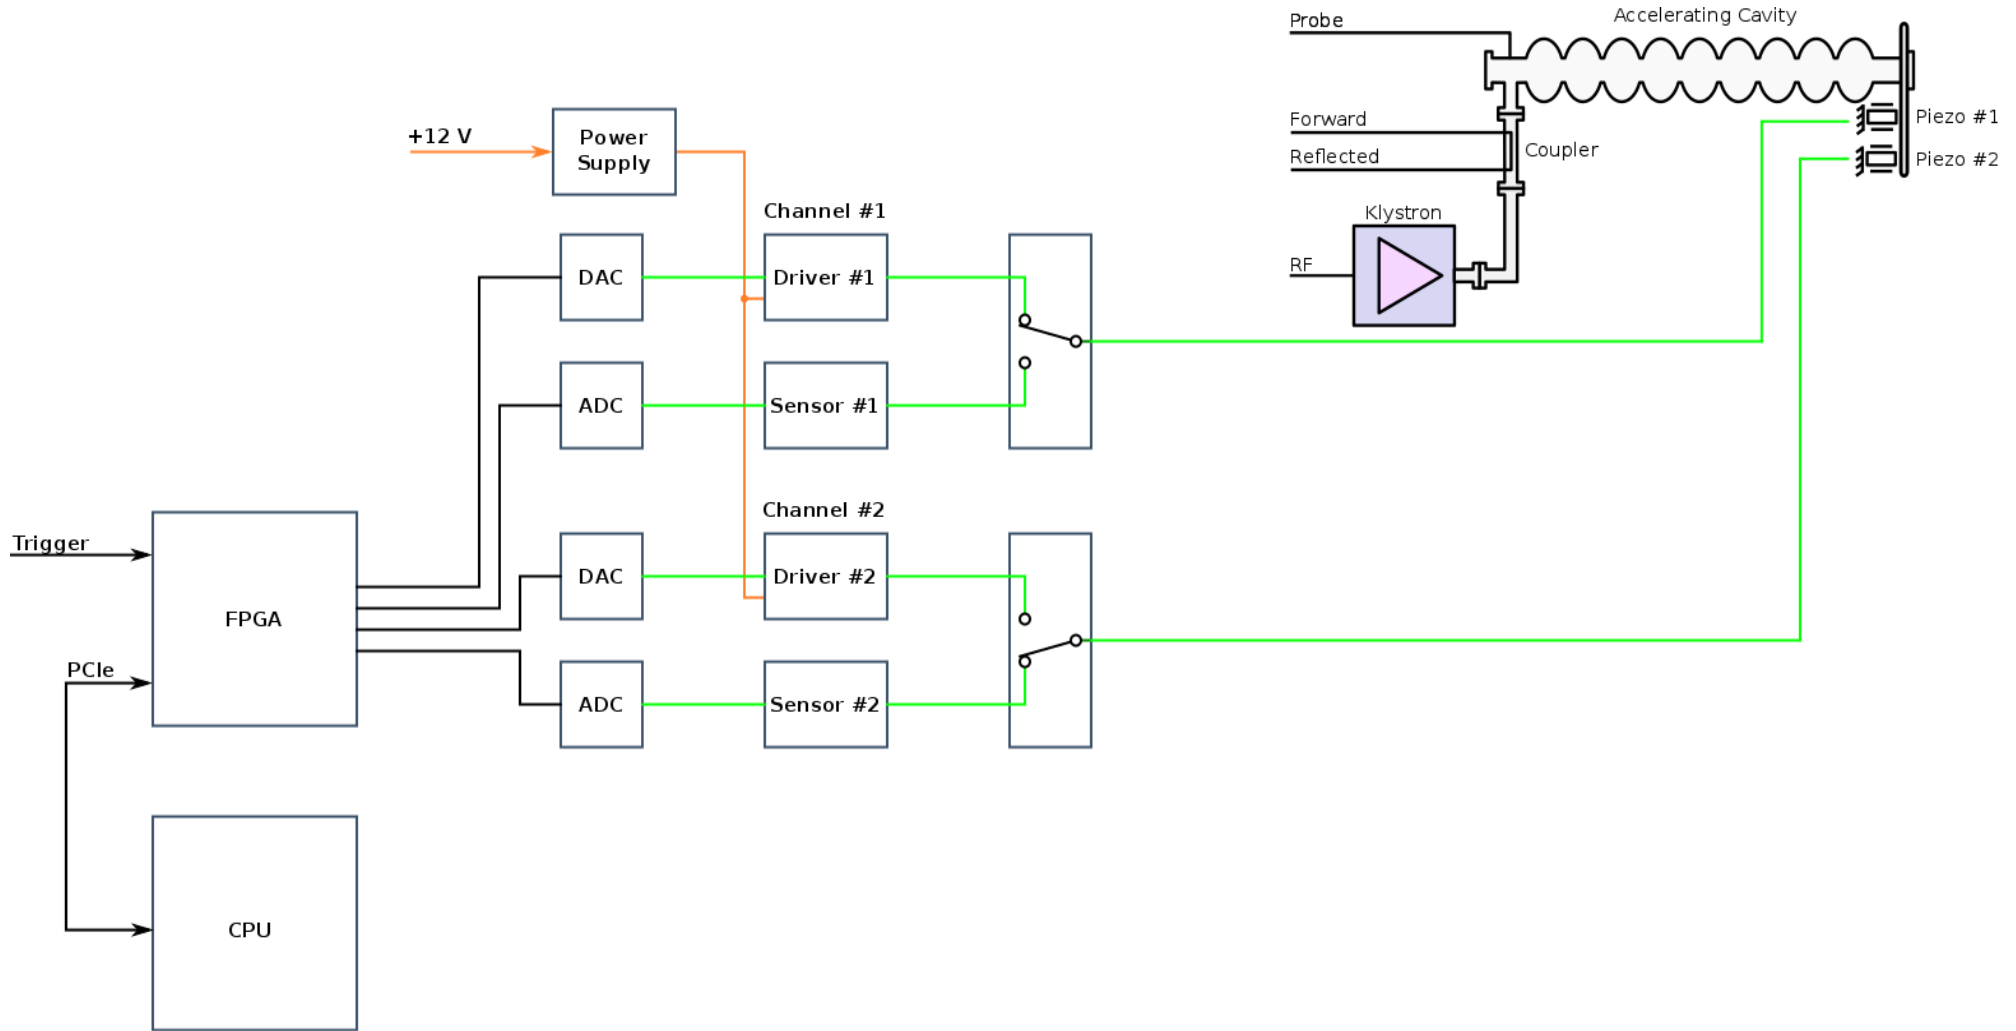 Probe
Accelerating Cavity
Piezo #1
Piezo #2
Forward
Reflected
Coupler
Klystron
RF
+12 V
Power
Supply
Channel #1
DAC
Driver #1
ADC
Sensor #1
Channel #2
DAC
Driver #2
ADC
Sensor #2
Trigger
FPGA
PCIe
CPU